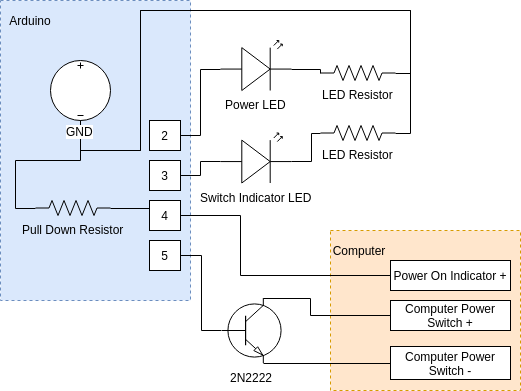 Arduino
+
−
GND
2
3
4
5
Pull Down Resistor
Power LED
LED Resistor
LED Resistor
Switch Indicator LED
2N2222
Computer
Power On Indicator +
Computer Power
Switch +
Computer Power
Switch -